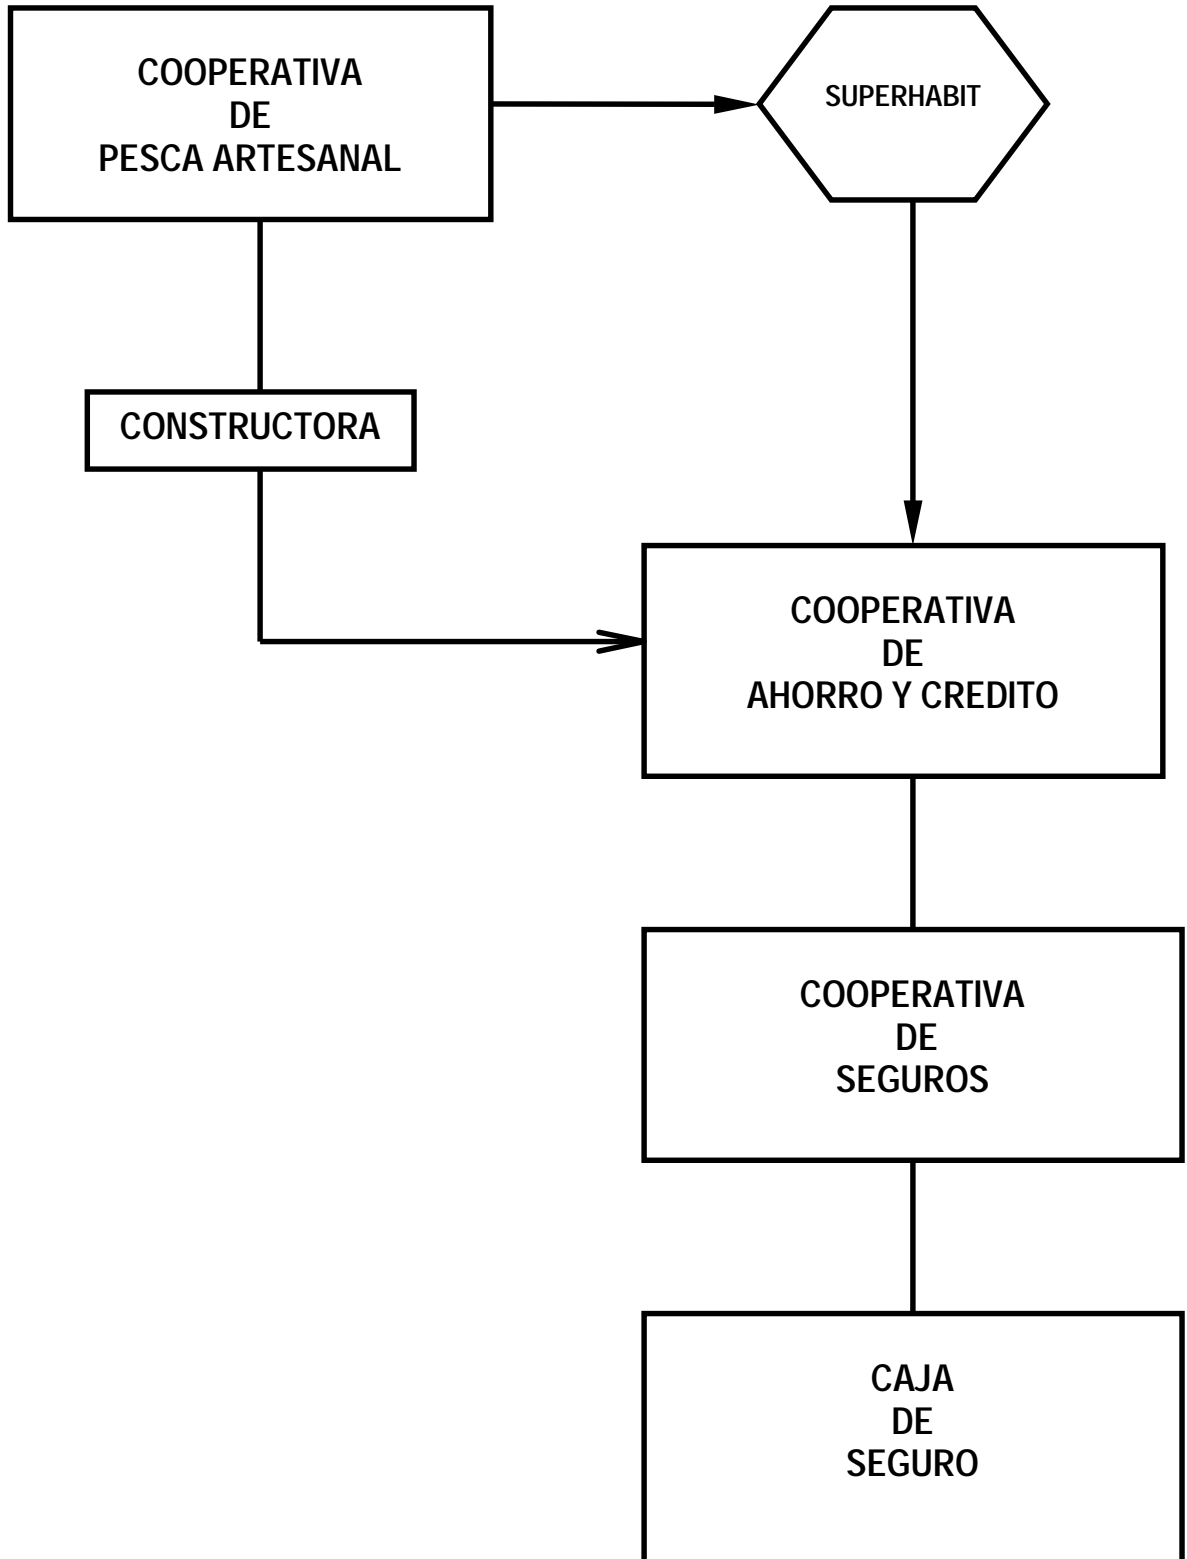 COOPERATIVA
DE
PESCA ARTESANAL
SUPERHABIT
CONSTRUCTORA
COOPERATIVA
DE
AHORRO Y CREDITO
COOPERATIVA
DE
SEGUROS
CAJA
DE
SEGURO